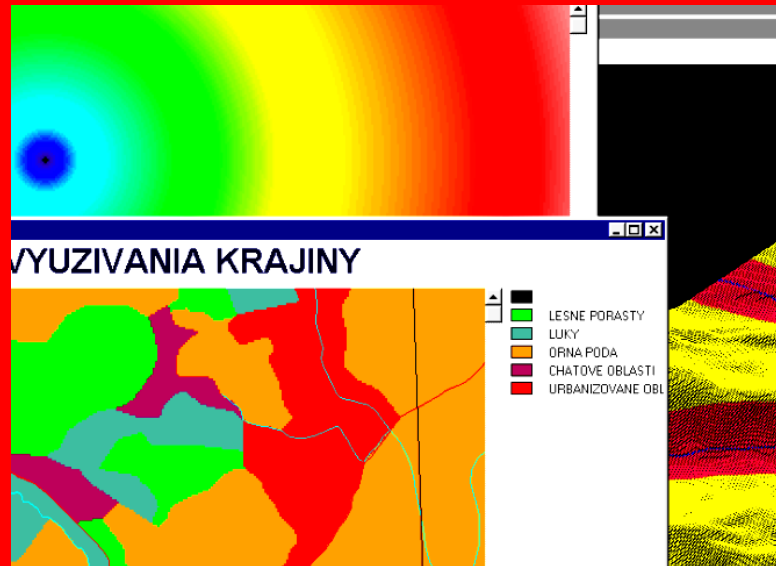 VYUZIVANIA KRAJINY
LESNE PORASTY
LUKY
ORNA PODA
CHATOVE OBLASTI
URBANIZOVANE OBL